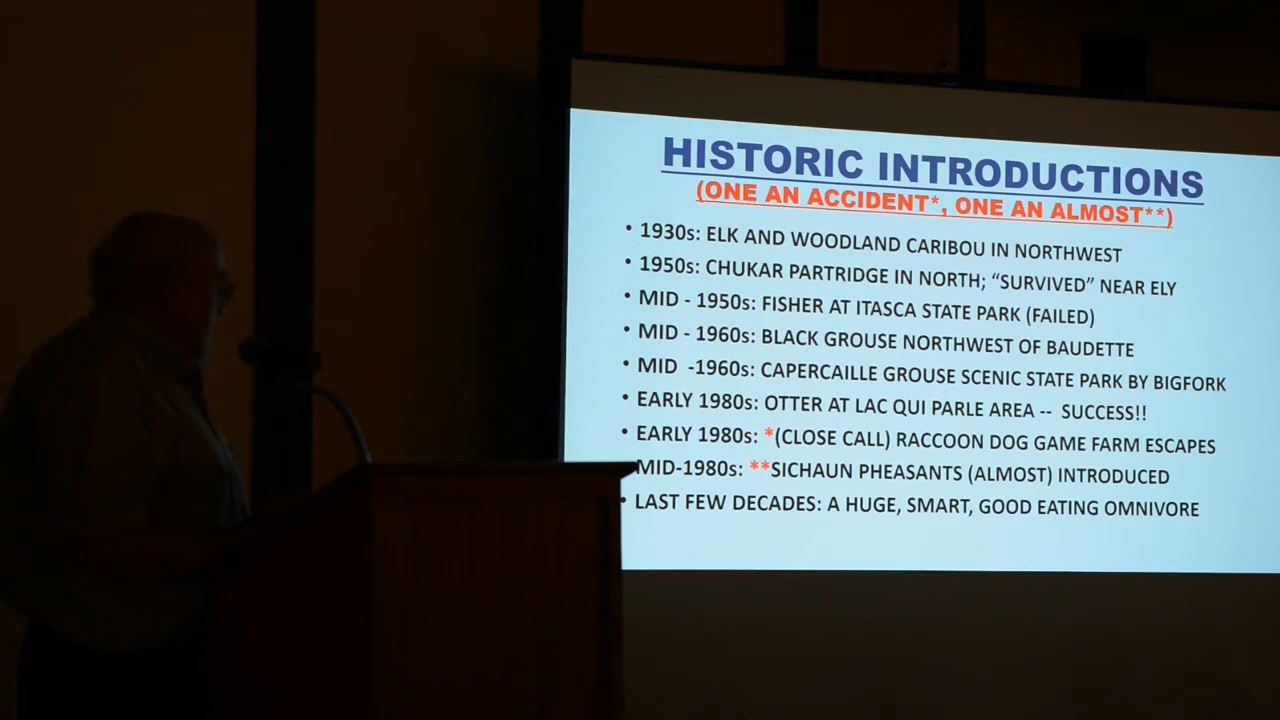 HISTORIC INTRODUCTIONS
(ONE AN ACCIDENT*, ONE AN ALMOST**)
• 1930s: ELK AND WOODLAND CARIBOU IN NORTHWEST
• 1950s: CHUKAR PARTRIDGE IN NORTH; “SURVIVED” NEAR ELY
• MID - 1950s: FISHER AT ITASCA STATE PARK (FAILED)
• MID - 1960s: BLACK GROUSE NORTHWEST OF BAUDETTE
• MID -1960s: CAPERCAILLE GROUSE SCENIC STATE PARK BY BIGFORK
• EARLY 1980s: OTTER AT LAC QUI PARLE AREA -- SUCCESS!!
• EARLY 1980s: *(CLOSE CALL) RACCOON DOG GAME FARM ESCAPES
MID-1980s: **SICHAUN PHEASANTS (ALMOST) INTRODUCED
• LAST FEW DECADES: A HUGE, SMART, GOOD EATING OMNIVORE